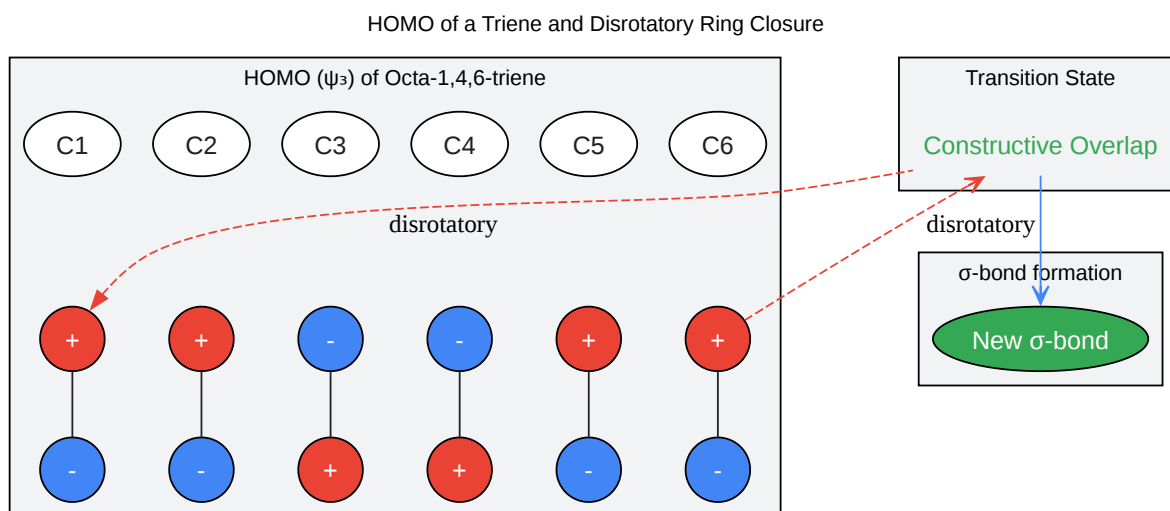 HOMO of a Triene and Disrotatory Ring Closure
HOMO (ψ₃) of Octa-1,4,6-triene
Transition State
C1 C2 C3 C4 C5 C6
Constructive Overlap
disrotatory
disrotatory
σ-bond formation
+ + - - + +
New σ-bond
- - + + - -